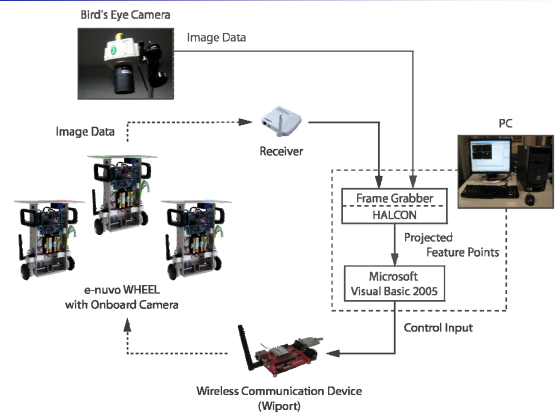 Bird's Eye Camera
Image Data
Image Data
Receiver
PC
Frame Grabber
HALCON
Projected
Feature Points
Microsoft
Visual Basic 2005
e-nuvo WHEEL
with Onboard Camera
Control Input
Wireless Communication Device
(Wiport)